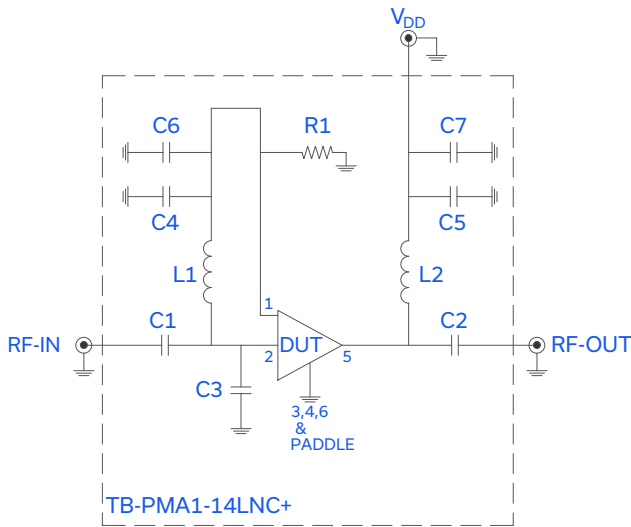 VDD
C6
R1
C7
C4
C5
L1
L2
1
RF-IN
C1
2
DUT
5
C2
RF-OUT
C3
3,4,6
&
PADDLE
TB-PMA1-14LNC+